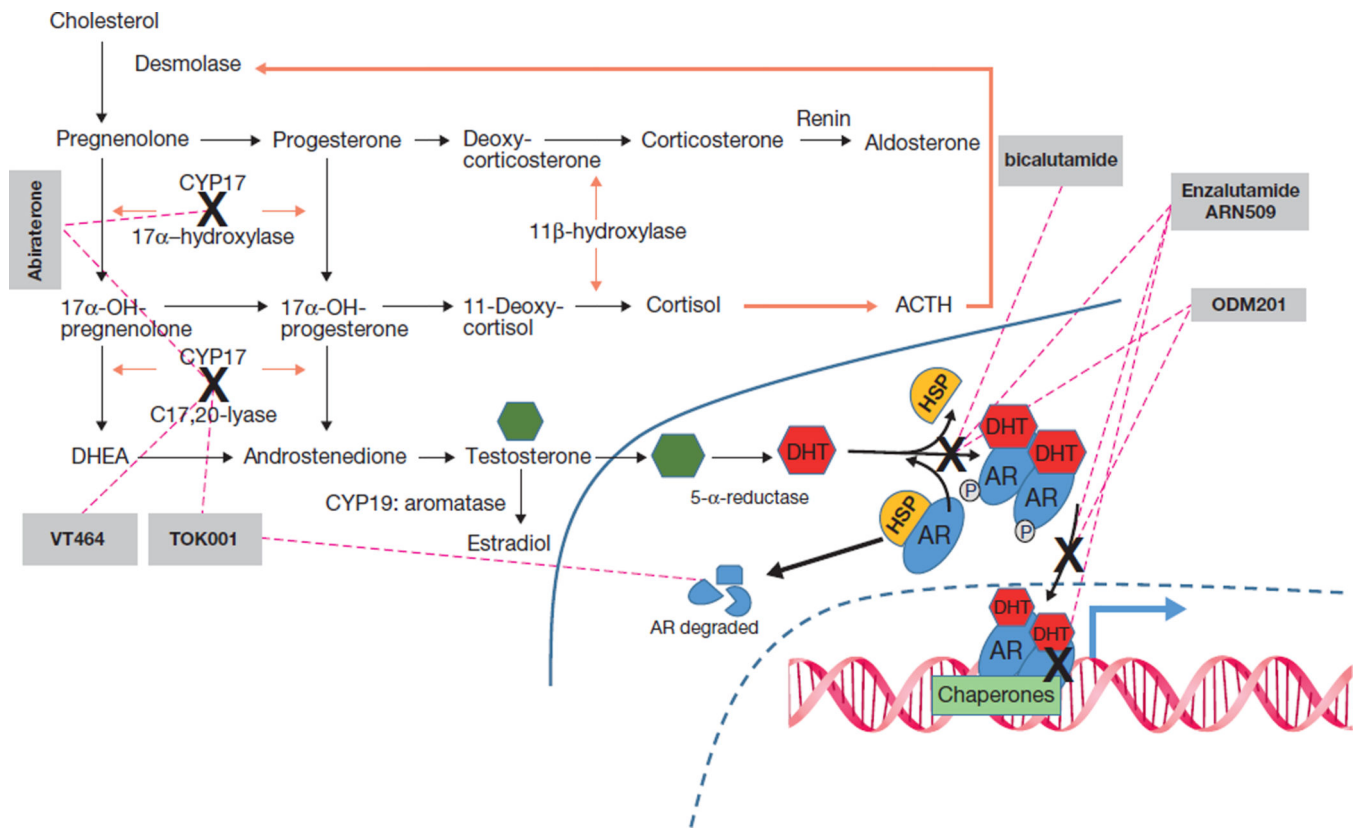 Cholesterol
Desmolase
Pregnenolone
Progesterone
Deoxy-
corticosterone
Corticosterone
Renin
Aldosterone
bicalutamide
Enzalutamide
ARN509
Abiraterone
CYP17
X
17α–hydroxylase
11β-hydroxylase
17α-OH-
pregnenolone
17α-OH-
progesterone
11-Deoxy-
cortisol
Cortisol
ACTH
ODM201
CYP17
X
C17,20-lyase
HSP
DHT
DHT
X
AR
AR
P
P
DHEA
Androstenedione
Testosterone
DHT
5-α-reductase
CYP19: aromatase
HSP
AR
VT464
TOK001
Estradiol
X
AR degraded
DHT
DHT
AR
X
Chaperones